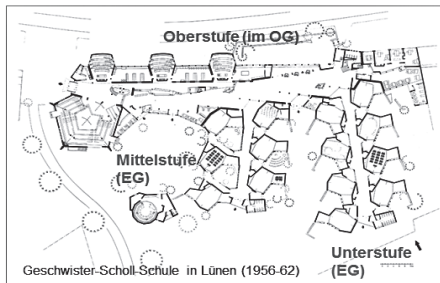 Oberstufe (im OG)
Mittelstufe
(EG)
Unterstufe
(EG)
Geschwister-Scholl-Schule in Lünen (1956-62)